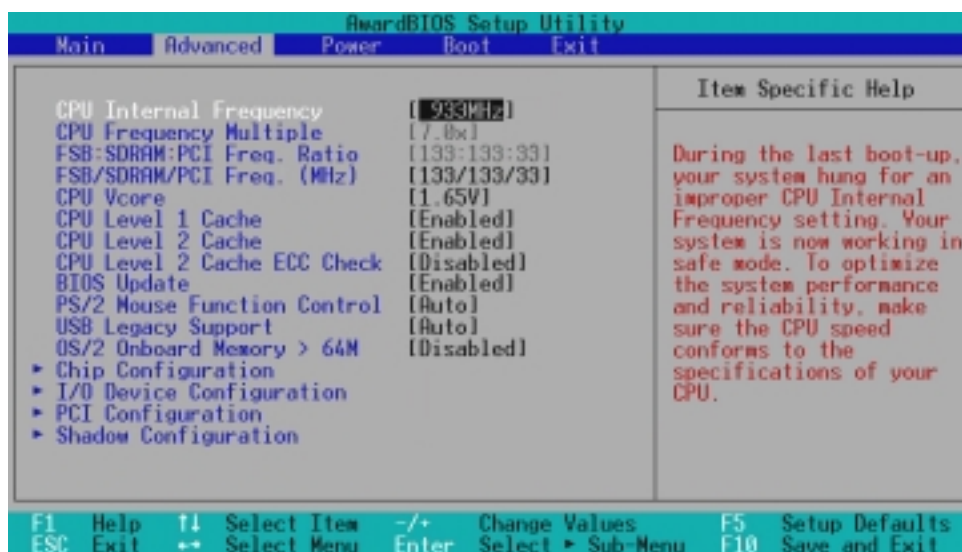 AwardBIOS Setup Utility
Main Advanced Power Boot Exit
CPU Internal Frequency [ 933MHz]
CPU Frequency Multiple [7.0x]
FSB:SDRAM:PCI Freq. Ratio [133:133:33]
FSB/SDRAM/PCI Freq. (MHz) [133/133/33]
CPU Vcore [1.65V]
CPU Level 1 Cache [Enabled]
CPU Level 2 Cache [Enabled]
CPU Level 2 Cache ECC Check [Disabled]
BIOS Update [Enabled]
PS/2 Mouse Function Control [Auto]
USB Legacy Support [Auto]
OS/2 Onboard Memory > 64M [Disabled]
▸ Chip Configuration
▸ I/O Device Configuration
▸ PCI Configuration
▸ Shadow Configuration
Item Specific Help
During the last boot-up,
your system hung for an
improper CPU Internal
Frequency setting. Your
system is now working in
safe mode. To optimize
the system performance
and reliability, make
sure the CPU speed
conforms to the
specifications of your
CPU.
F1 Help ↑↓ Select Item -/+ Change Values F5 Setup Defaults
ESC Exit ↔ Select Menu Enter Select ▸ Sub-Menu F10 Save and Exit